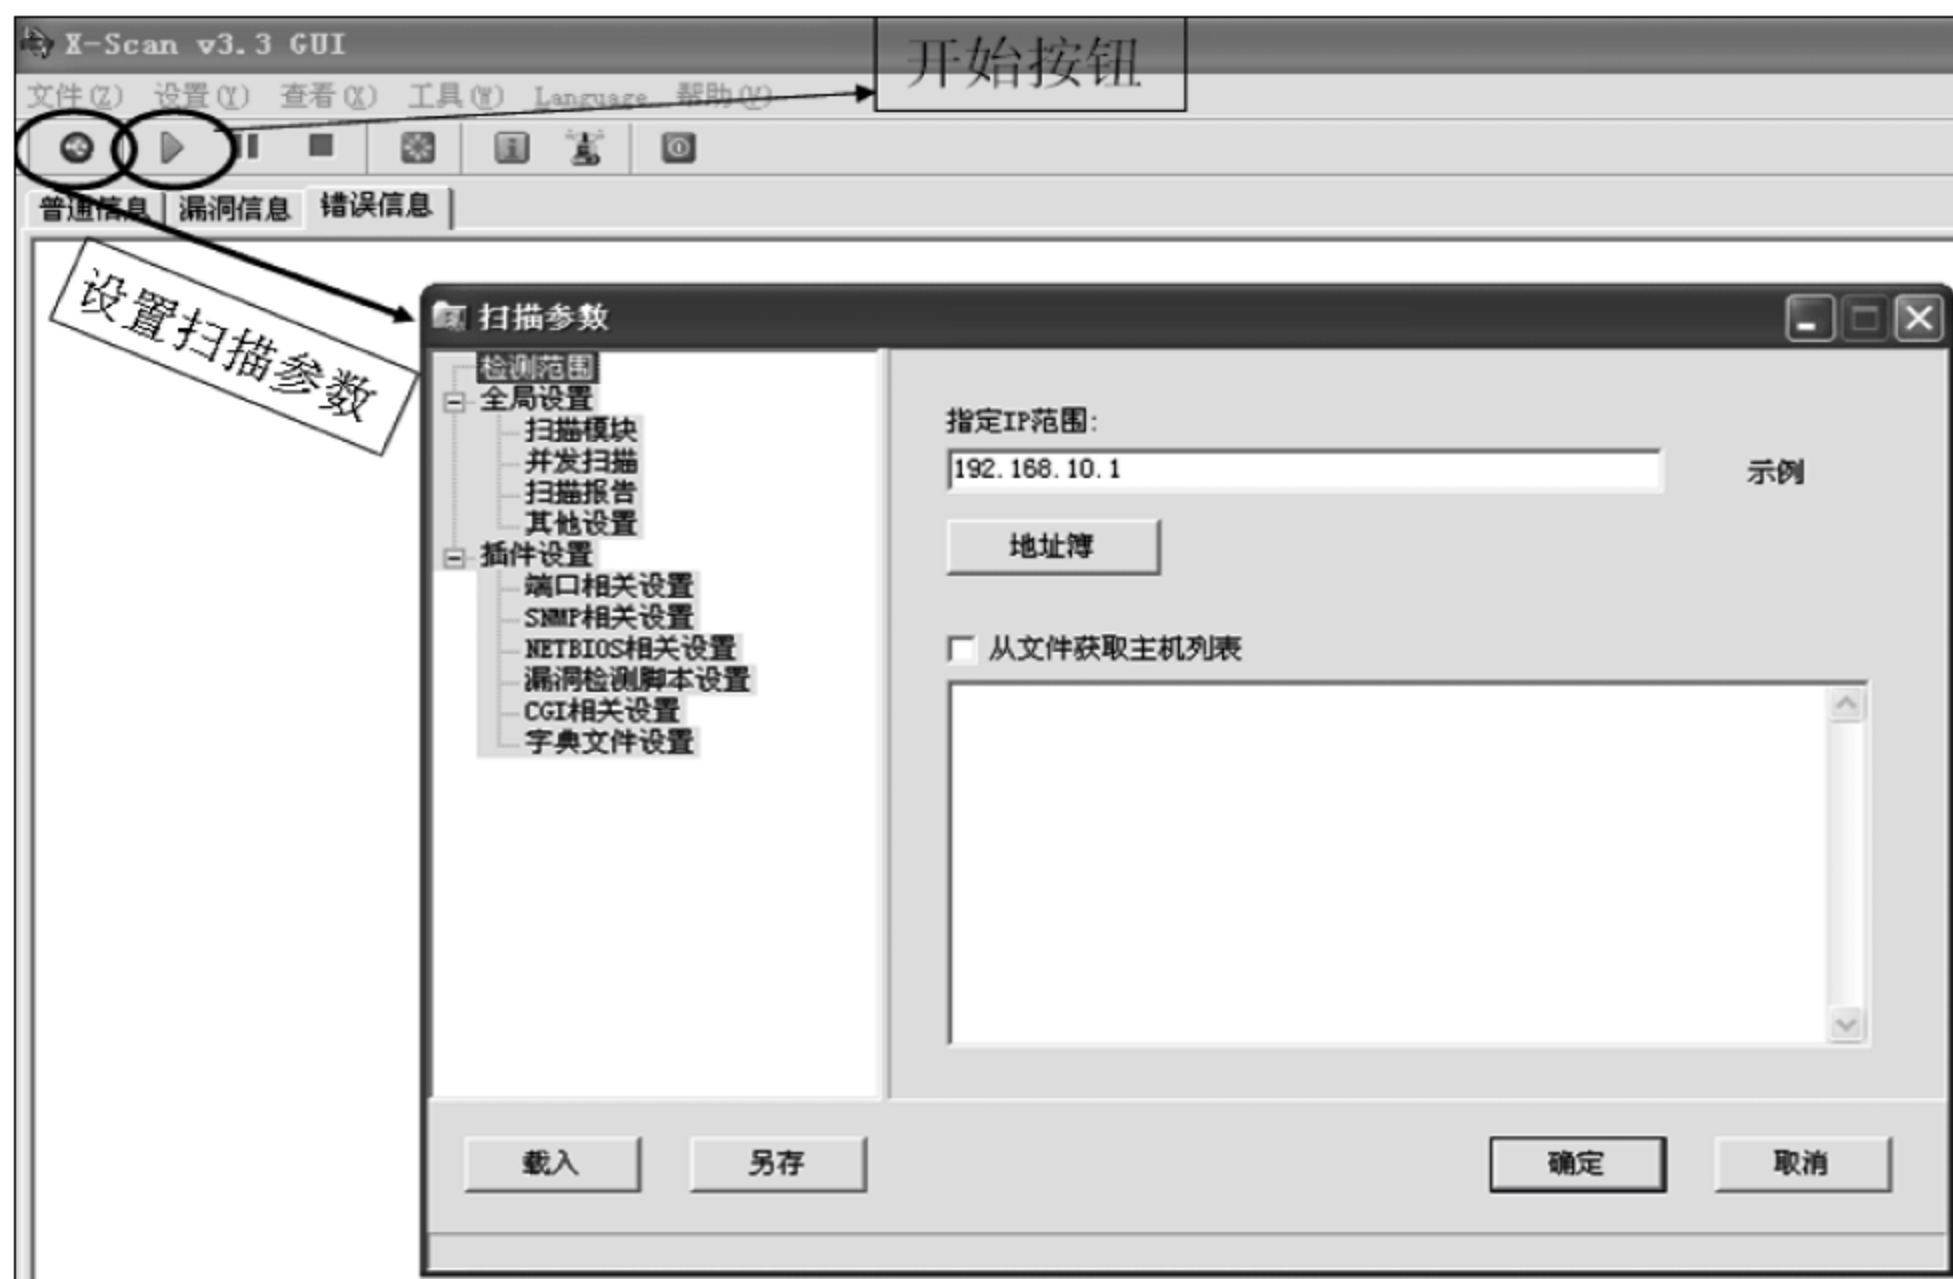 X-Scan v3.3 GUI
开始按钮
文件(Z) 设置(Y) 查看(X) 工具(W) Language 帮助(V)
普通信息 漏洞信息 错误信息
设置扫描参数
扫描参数
检测范围
全局设置
扫描模块
并发扫描
扫描报告
其他设置
插件设置
端口相关设置
SNMP相关设置
NETBIOS相关设置
漏洞检测脚本设置
CGI相关设置
字典文件设置
指定IP范围:
192.168.10.1
示例
地址簿
从文件获取主机列表
载入 另存 确定 取消